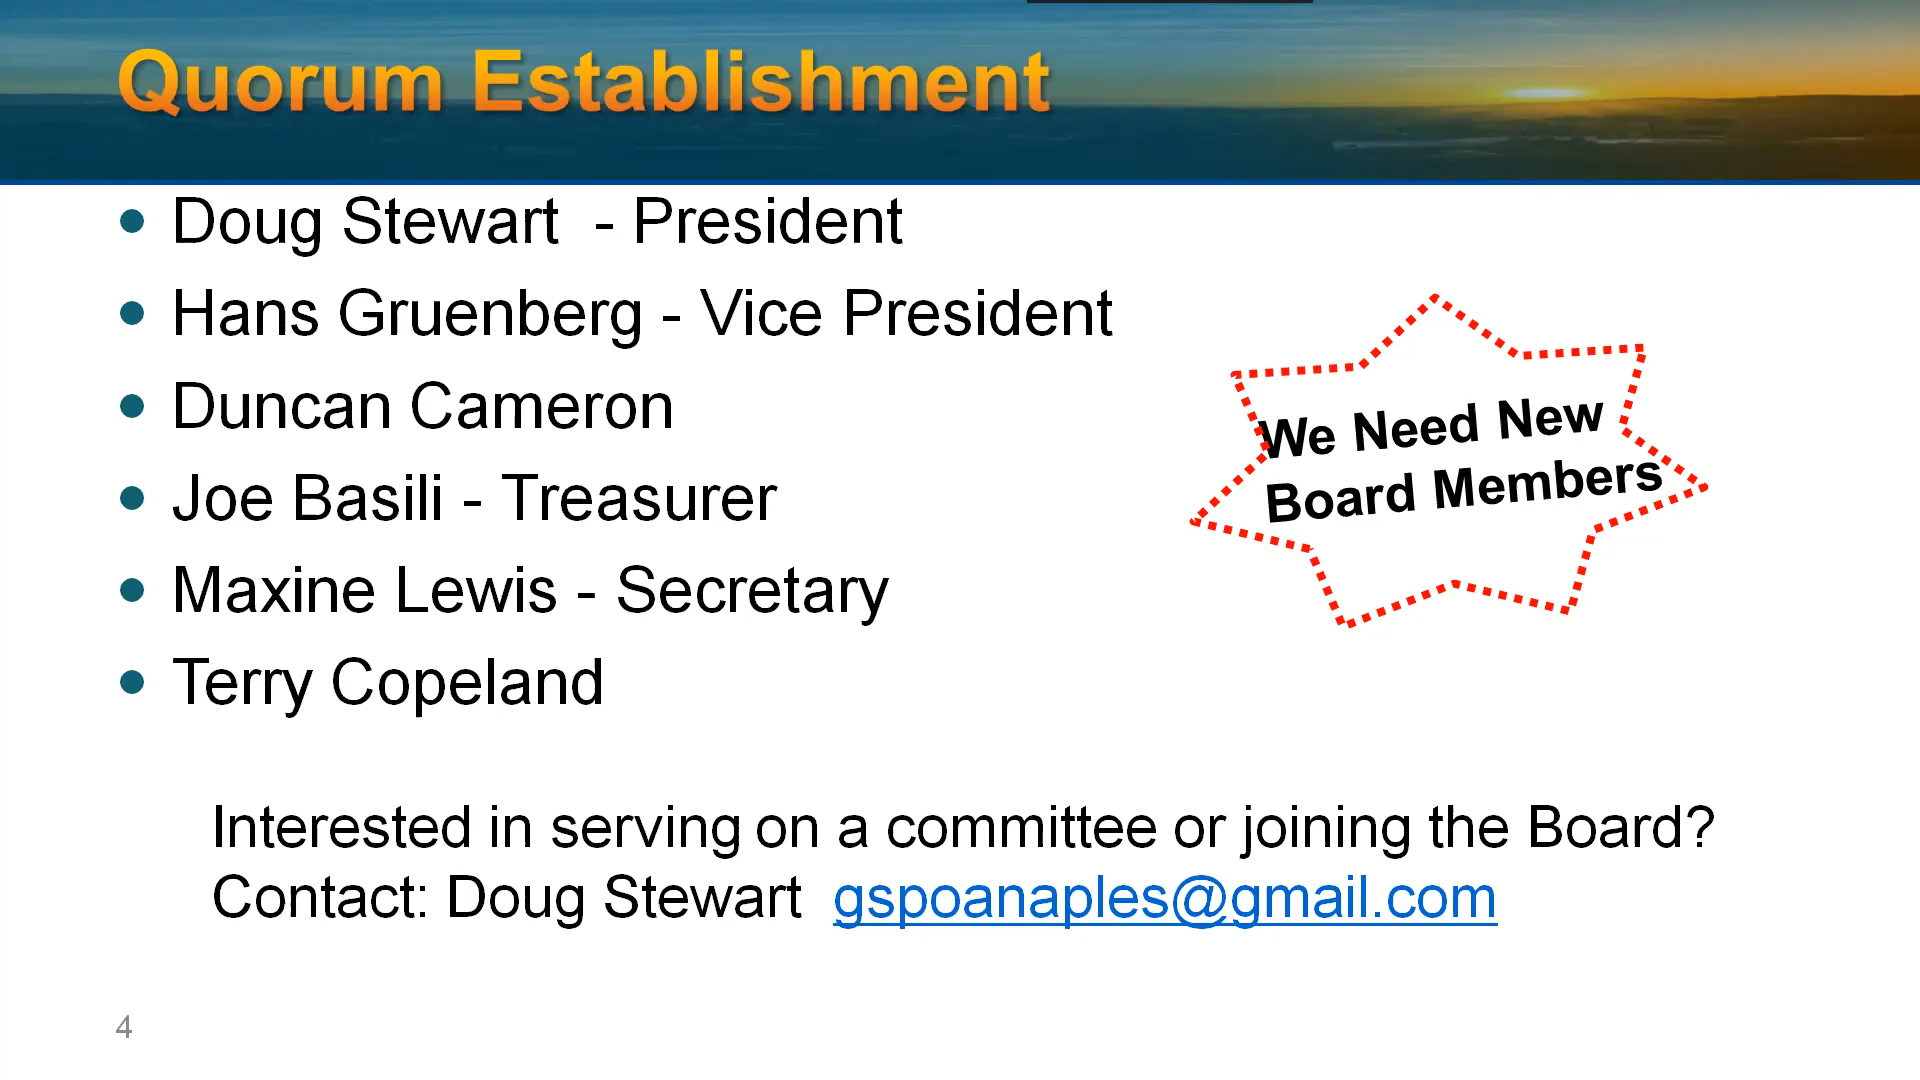 Quorum Establishment
• Doug Stewart  - President
• Hans Gruenberg - Vice President
• Duncan Cameron
• Joe Basili - Treasurer
• Maxine Lewis - Secretary
• Terry Copeland
We Need New
Board Members
Interested in serving on a committee or joining the Board?
Contact: Doug Stewart  gspoanaples@gmail.com
4